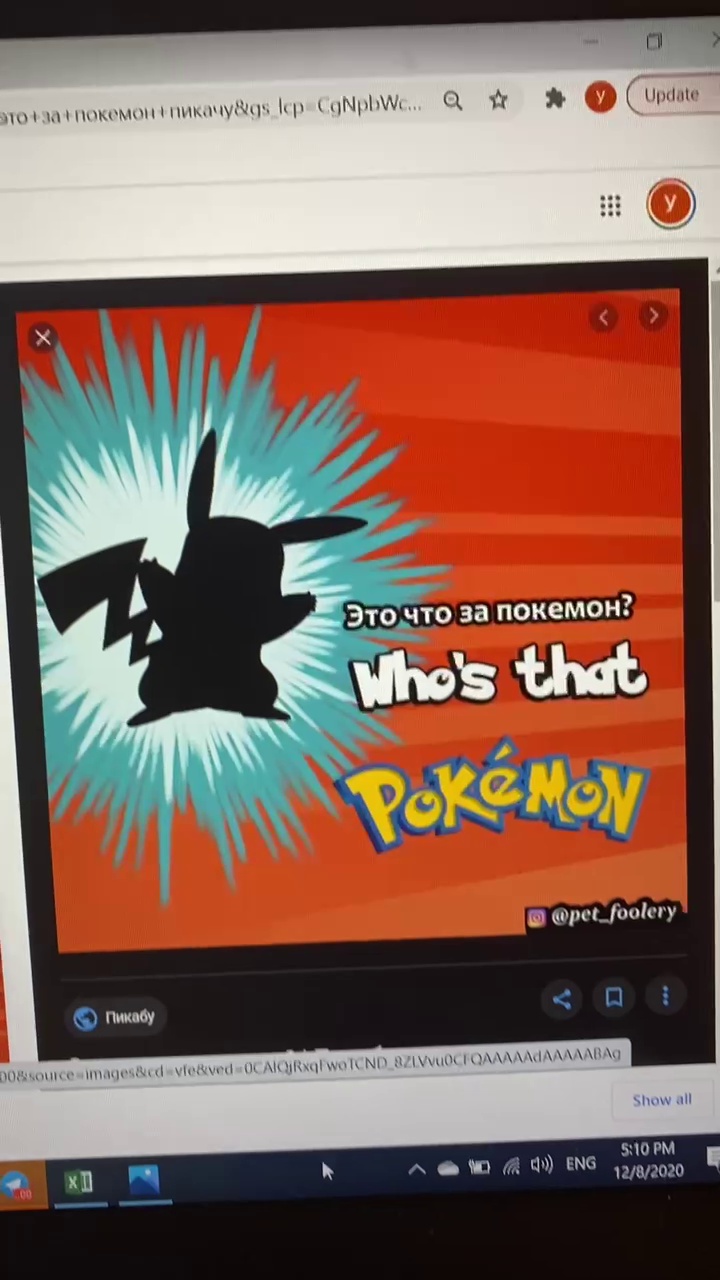 это+за+покемон+пикачу&gs_lcp=CgNpbWc...
y
Update
y
Это что за покемон?
Who's that
POKéMON
@pet_foolery
Пикабу
00&source=images&cd=vfe&ved=0CAIQjRxqFwoTCND_8ZLVvu0CFQAAAAAdAAAAABAg
Show all
ENG
5:10 PM
12/8/2020